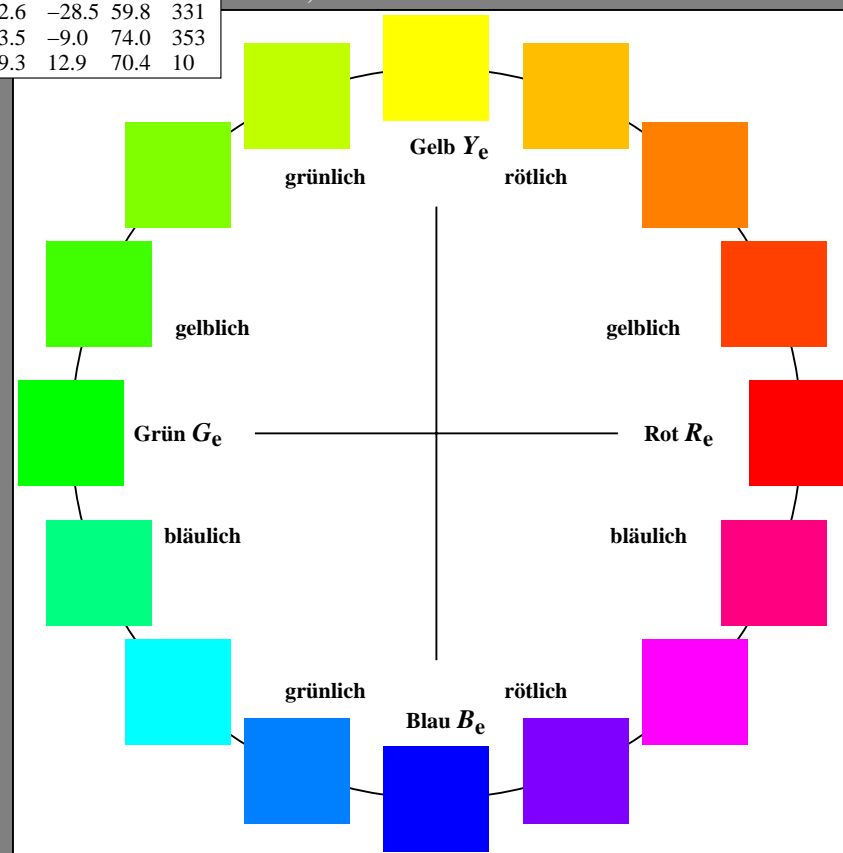 −28.5 59.8 331
−9.0 74.0 353
12.9 70.4 10
Gelb Ye
grünlich rötlich
gelblich gelblich
Grün Ge Rot Re
bläulich bläulich
grünlich rötlich
Blau Be